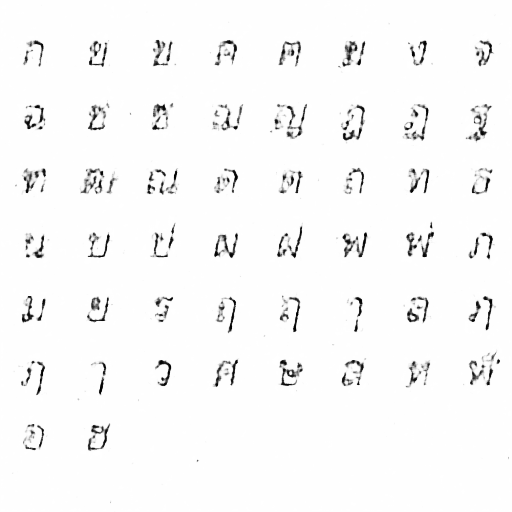 ก ข ฃ ค ฅ ฆ ง จ
ฉ ช ซ ฌ ญ ฎ ฏ ฐ
ฑ ฒ ณ ด ต ถ ท ธ
น บ ป ผ ฝ พ ฟ ภ
ม ย ร ฤ ฤ ๅ ล ฦ
ฦ ๅ ว ศ ษ ส ห ฬ
อ ฮ